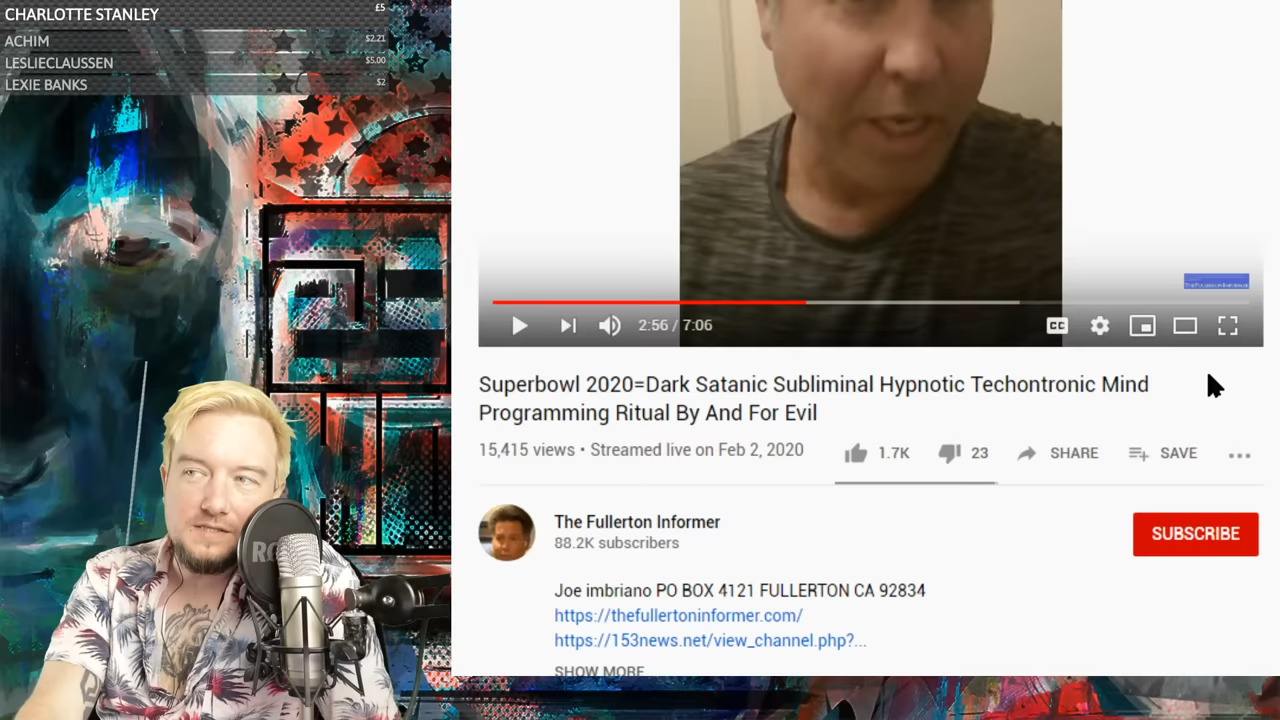 CHARLOTTE STANLEY £5
ACHIM $2.21
LESLIECLAUSSEN $5.00
LEXIE BANKS $2
2:56 / 7:06
CC
Superbowl 2020=Dark Satanic Subliminal Hypnotic Techontronic Mind
Programming Ritual By And For Evil
15,415 views • Streamed live on Feb 2, 2020
1.7K 23 SHARE SAVE
The Fullerton Informer
88.2K subscribers
SUBSCRIBE
Joe imbriano PO BOX 4121 FULLERTON CA 92834
https://thefullertoninformer.com/
https://153news.net/view_channel.php?...
SHOW MORE